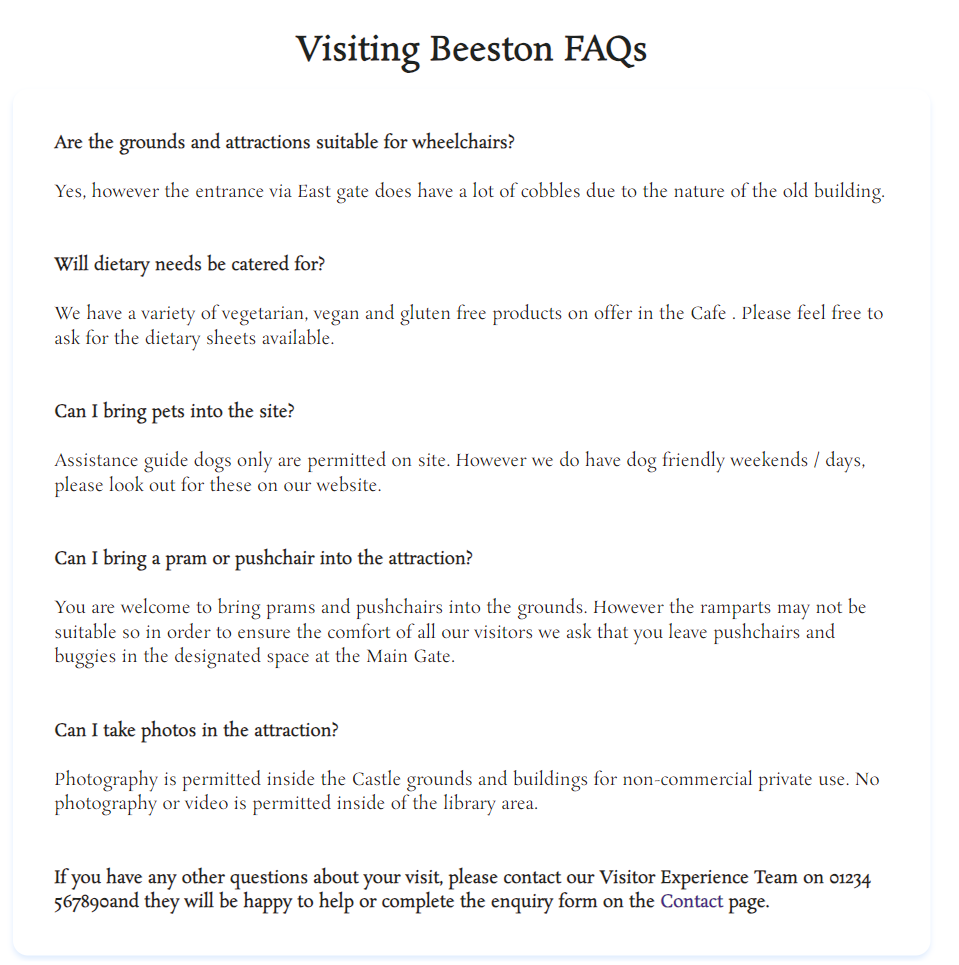 Visiting Beeston FAQs
Are the grounds and attractions suitable for wheelchairs?
Yes, however the entrance via East gate does have a lot of cobbles due to the nature of the old building.
Will dietary needs be catered for?
We have a variety of vegetarian, vegan and gluten free products on offer in the Cafe . Please feel free to
ask for the dietary sheets available.
Can I bring pets into the site?
Assistance guide dogs only are permitted on site. However we do have dog friendly weekends / days,
please look out for these on our website.
Can I bring a pram or pushchair into the attraction?
You are welcome to bring prams and pushchairs into the grounds. However the ramparts may not be
suitable so in order to ensure the comfort of all our visitors we ask that you leave pushchairs and
buggies in the designated space at the Main Gate.
Can I take photos in the attraction?
Photography is permitted inside the Castle grounds and buildings for non-commercial private use. No
photography or video is permitted inside of the library area.
If you have any other questions about your visit, please contact our Visitor Experience Team on 01234
567890and they will be happy to help or complete the enquiry form on the Contact page.